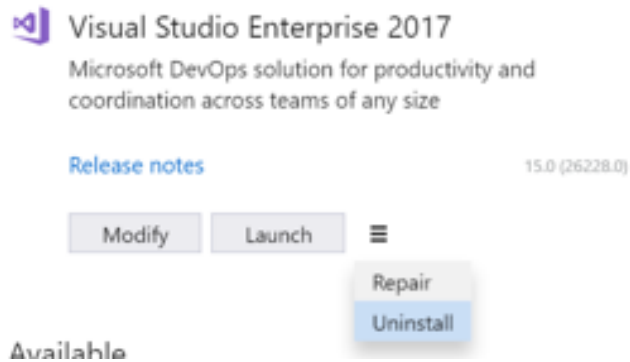 Visual Studio Enterprise 2017
Microsoft DevOps solution for productivity and
coordination across teams of any size
Release notes 15.0 (26228.0)
Modify Launch
Repair
Uninstall
Available